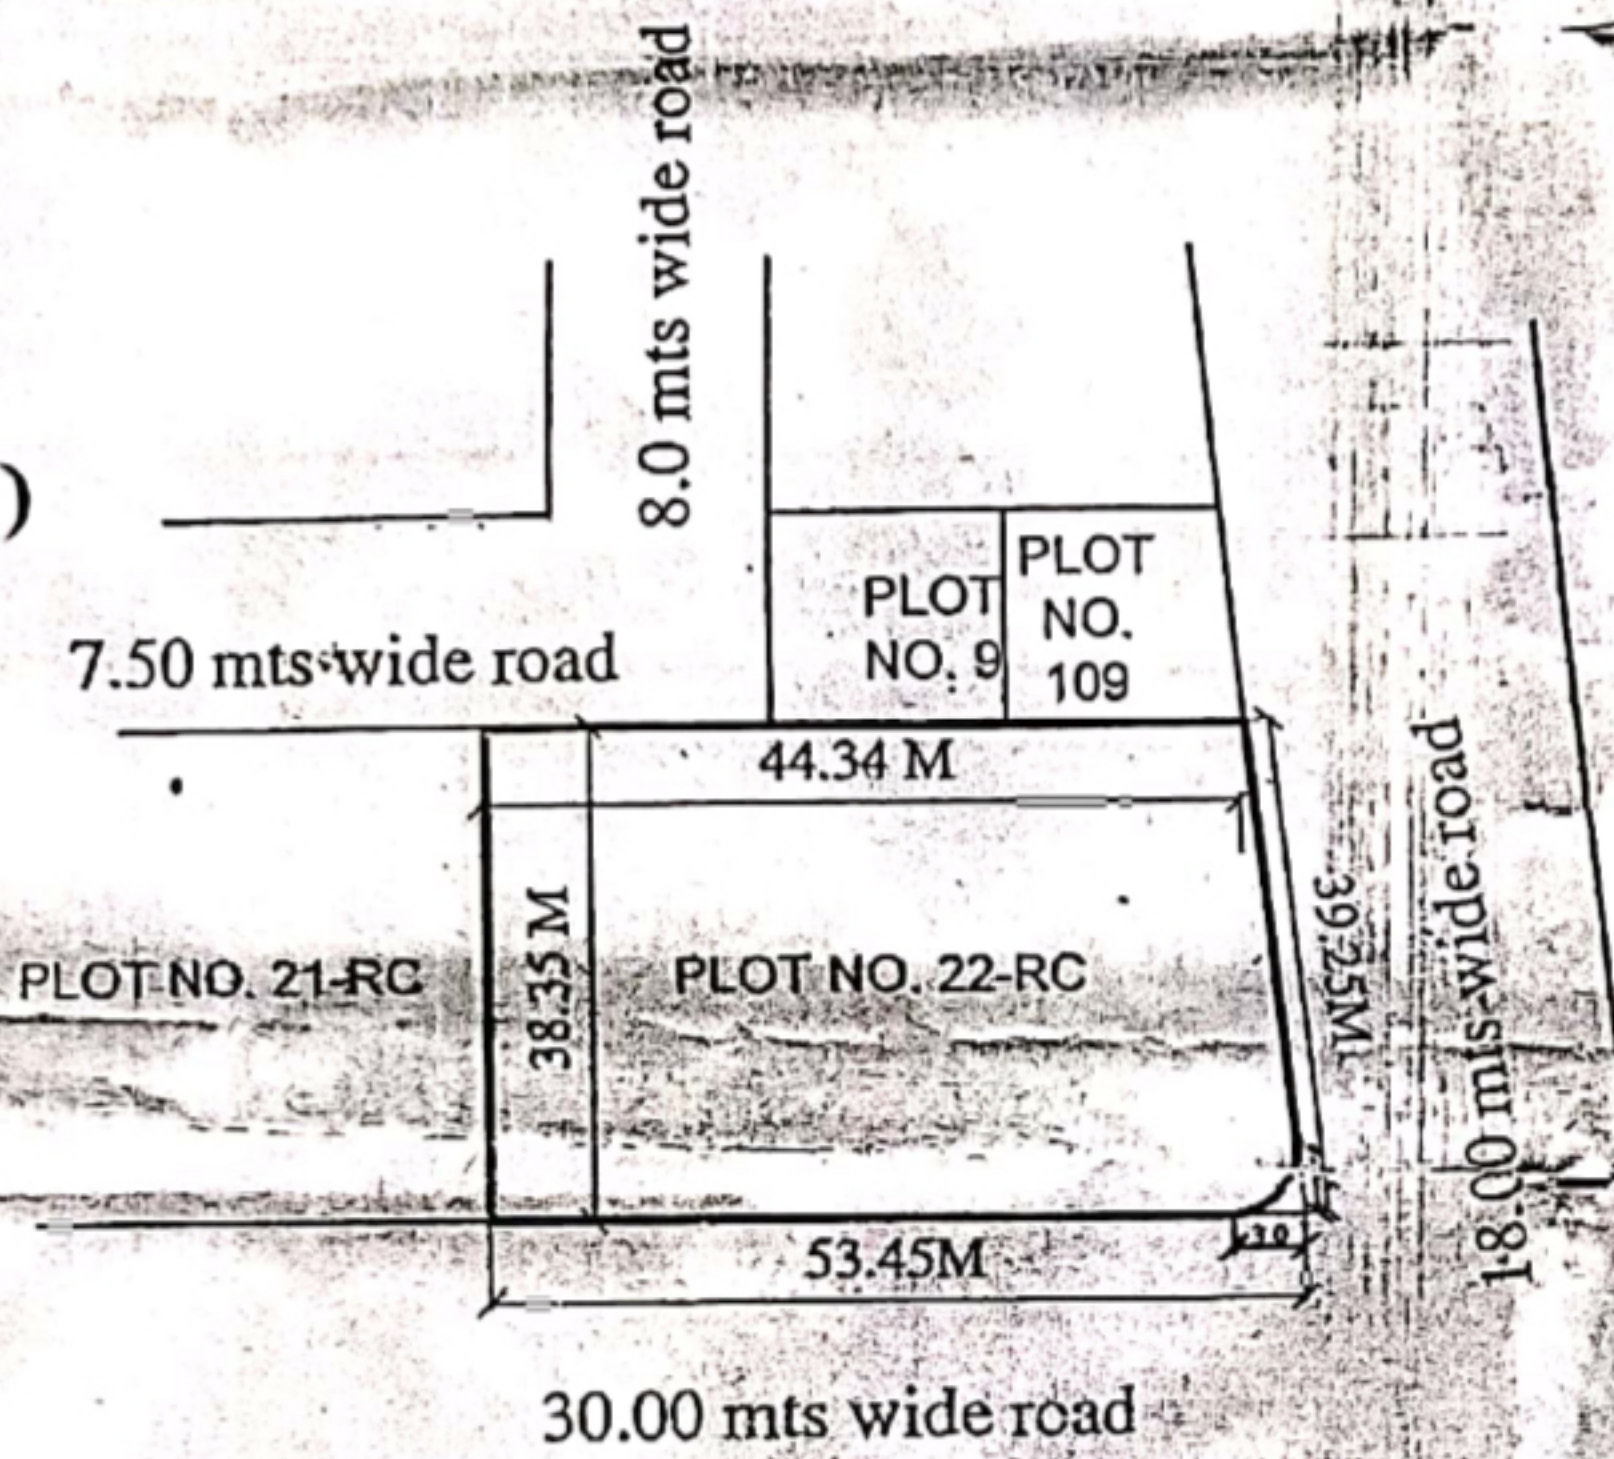 8.0 mts wide road
)
PLOT
NO. 9
PLOT
NO.
109
7.50 mts wide road
44.34 M
38.35 M
39.25M
18.00 mts wide road
PLOT NO. 21-RC
PLOT NO. 22-RC
53.45M
30.00 mts wide road